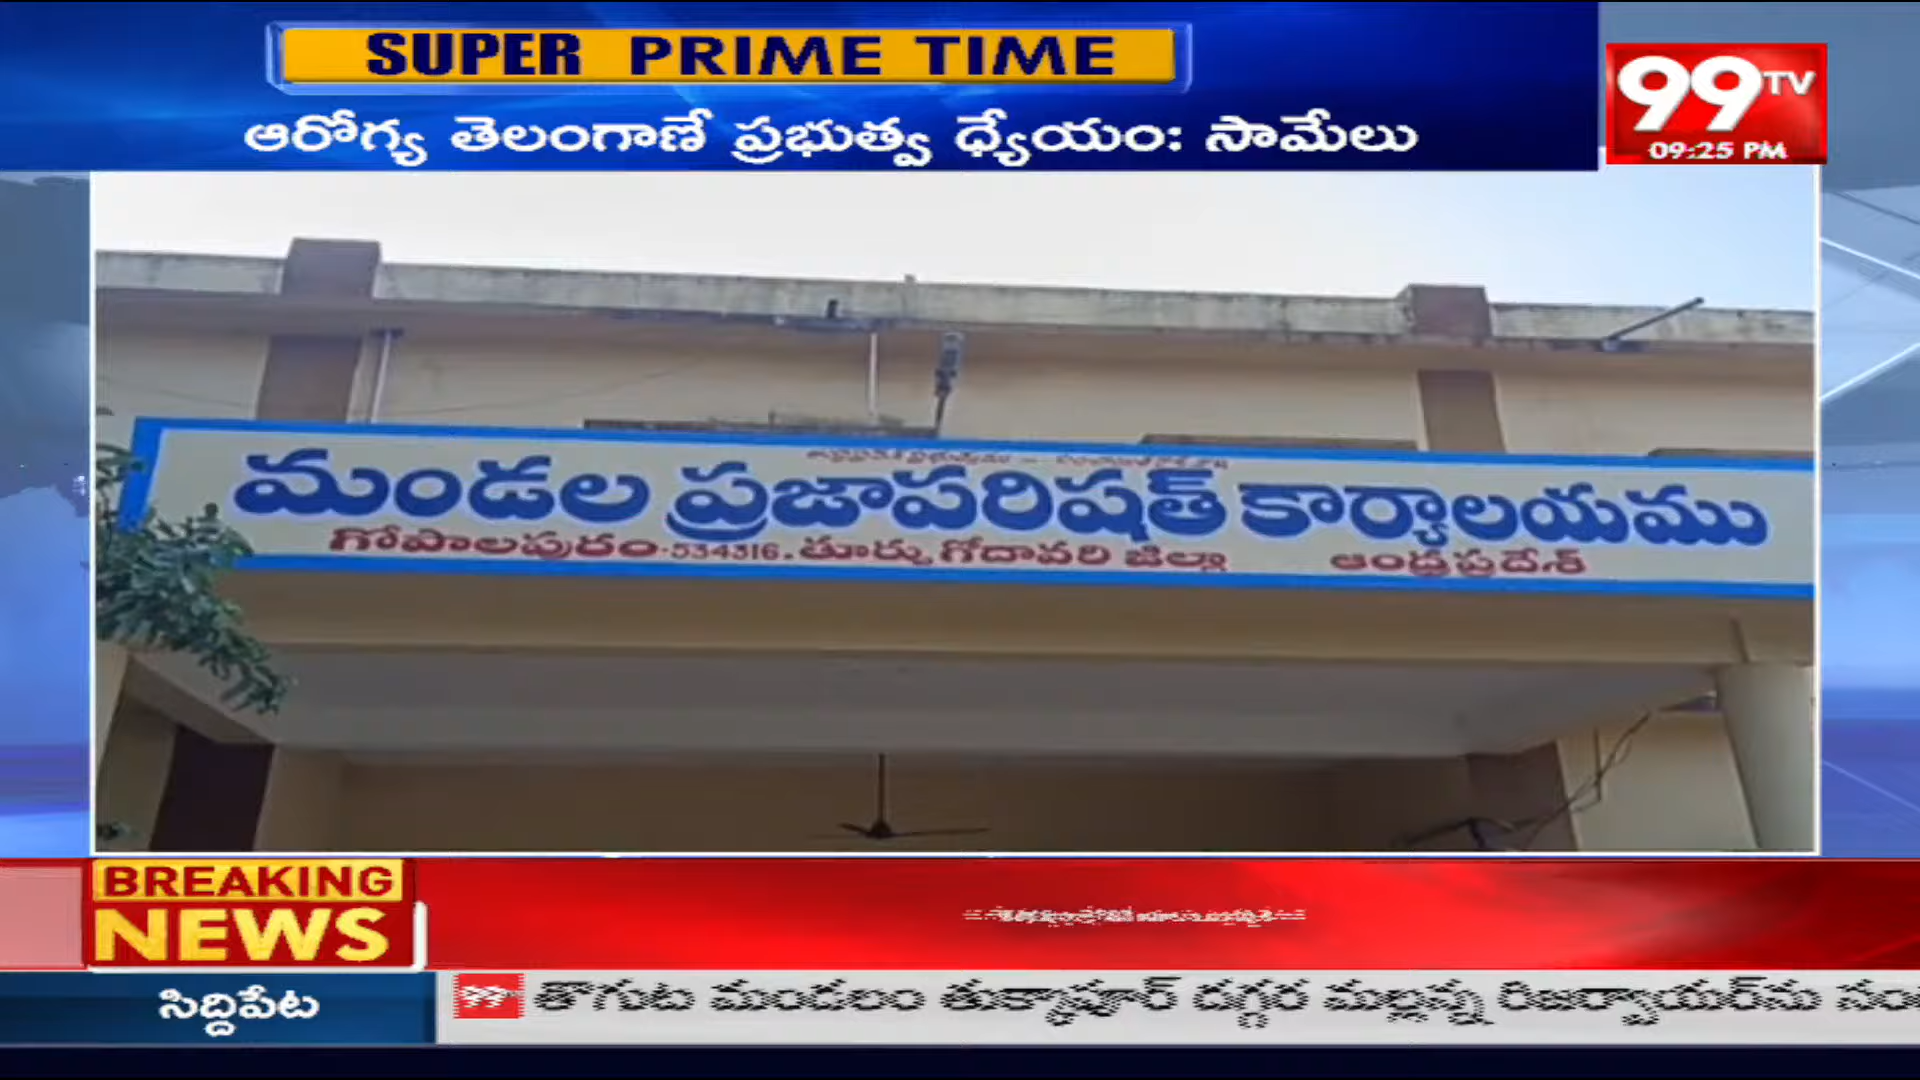 SUPER PRIME TIME
ఆరోగ్య తెలంగాణే ప్రభుత్వ ధ్యేయం: సామేలు
99TV
09:25 PM
మండల ప్రజాపరిషత్ కార్యాలయము
గోపాలపురం-534316. తూర్పు గోదావరి జిల్లా ఆంధ్రప్రదేశ్
BREAKING
NEWS
సిద్దిపేట
99 తొగుట మండలం తుక్కాపూర్ దగ్గర మల్లన్న రిజర్వాయర్‌ను